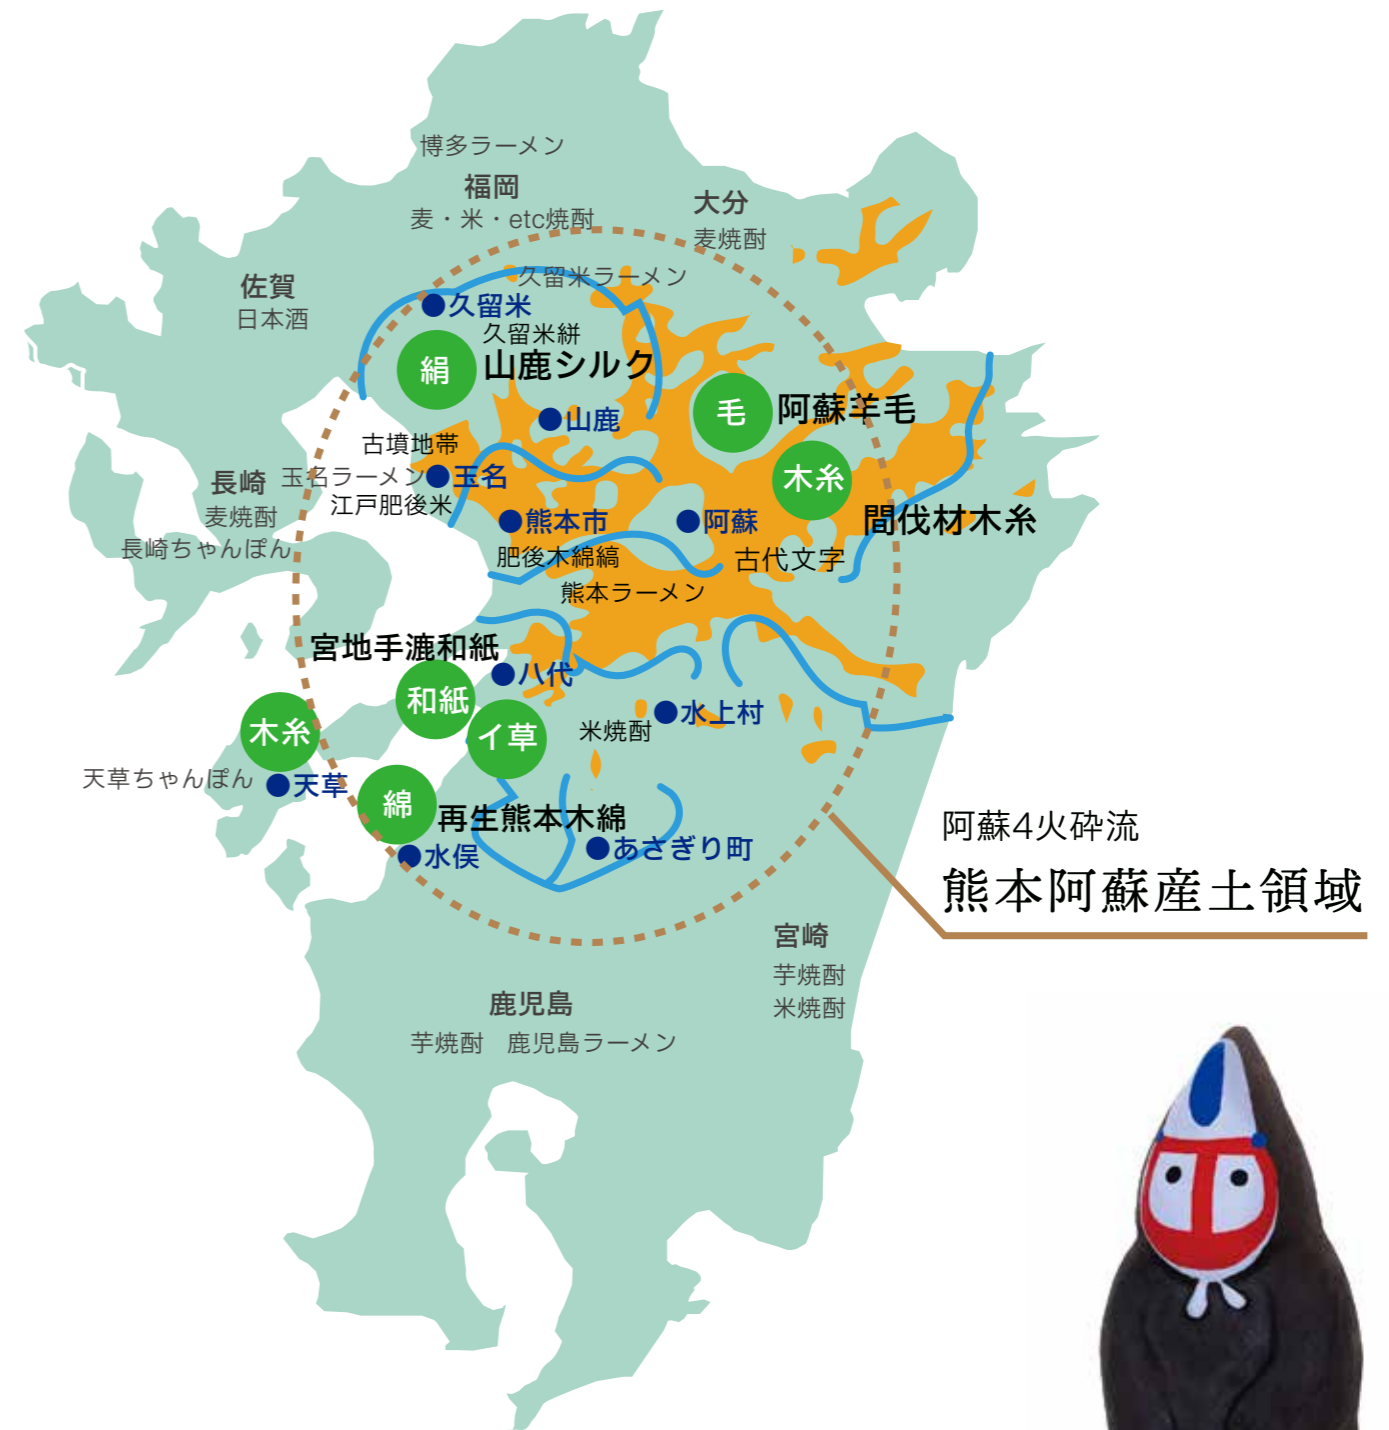 博多ラーメン
福岡
麦・米・etc焼酎
大分
麦焼酎
佐賀
日本酒
久留米ラーメン
久留米
久留米絣
絹
山鹿シルク
山鹿
毛
阿蘇羊毛
木糸
間伐材木糸
古墳地帯
玉名ラーメン
玉名
江戸肥後米
長崎
麦焼酎
長崎ちゃんぽん
熊本市
肥後木綿縞
阿蘇
古代文字
熊本ラーメン
宮地手漉和紙
和紙
八代
イ草
木糸
天草ちゃんぽん
天草
米焼酎
水上村
綿
再生熊本木綿
水俣
あさぎり町
阿蘇4火砕流
熊本阿蘇産土領域
宮崎
芋焼酎
米焼酎
鹿児島
芋焼酎　鹿児島ラーメン